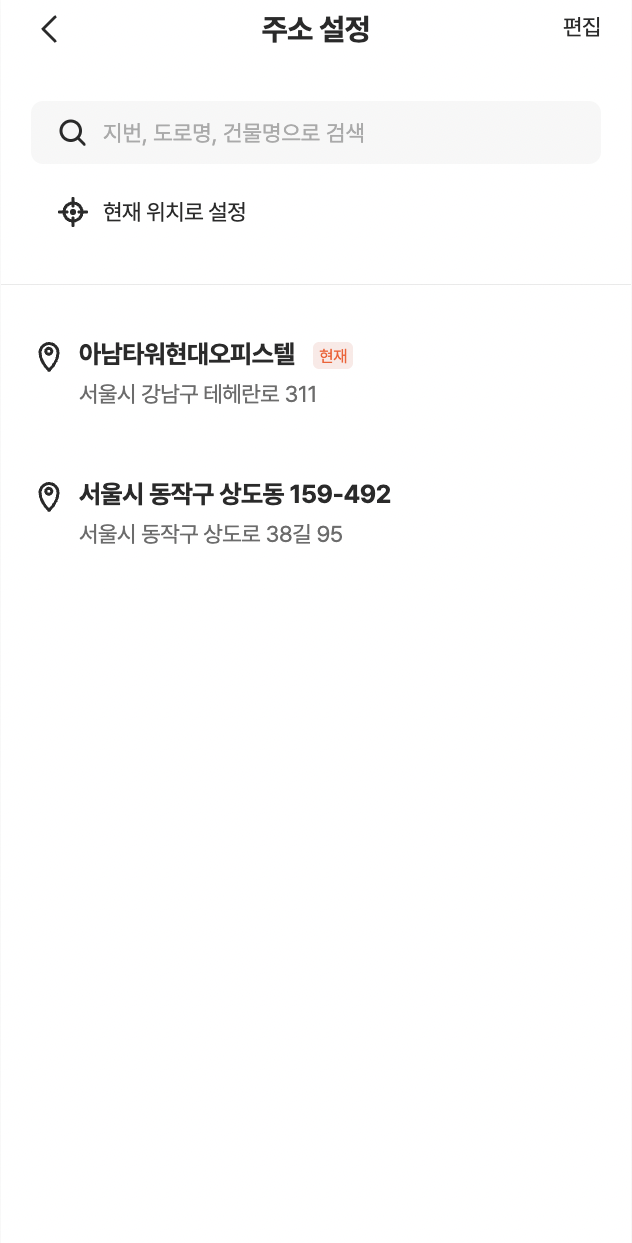 주소 설정
편집
지번, 도로명, 건물명으로 검색
현재 위치로 설정
아남타워현대오피스텔 현재
서울시 강남구 테헤란로 311
서울시 동작구 상도동 159-492
서울시 동작구 상도로 38길 95